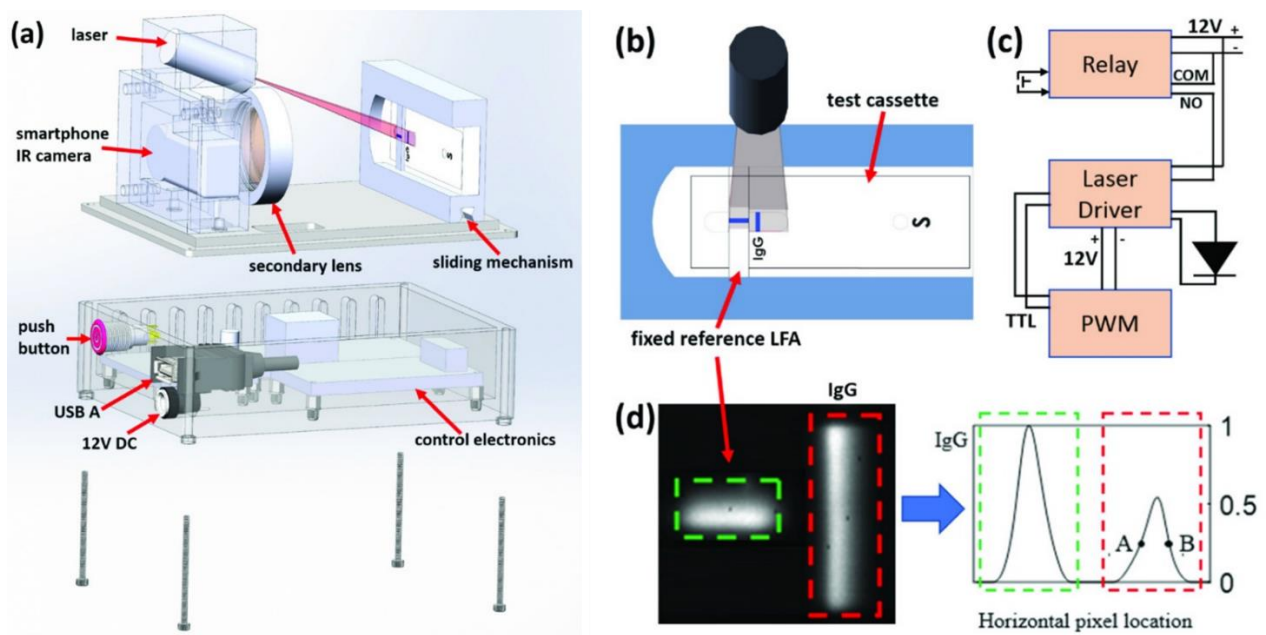 (a)
laser
smartphone
IR camera
secondary lens
sliding mechanism
IgG
S
push
button
USB A
12V DC
control electronics
(b)
test cassette
IgG
S
fixed reference LFA
(c)
12V + -
Relay
COM
NO
Laser
Driver
+ -
12V
TTL
PWM
(d)
IgG
IgG
1
0.5
A B
0
Horizontal pixel location